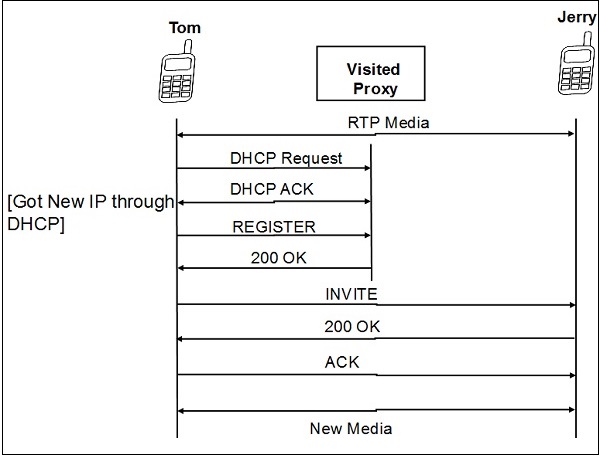 Tom
Jerry
Visited
Proxy
RTP Media
DHCP Request
DHCP ACK
[Got New IP through
DHCP]
REGISTER
200 OK
INVITE
200 OK
ACK
New Media